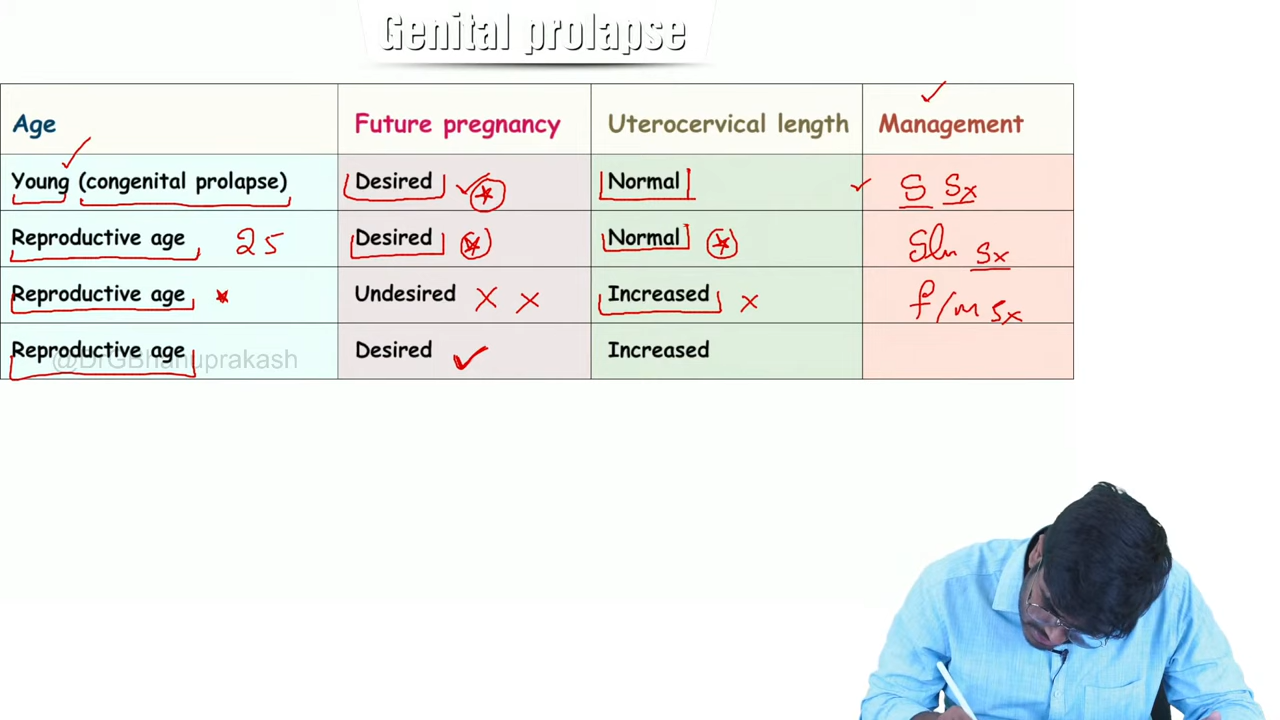 Genital prolapse
Age Future pregnancy Uterocervical length Management
Young (congenital prolapse) Desired Normal S Sx
Reproductive age 25 Desired Normal Sln Sx
Reproductive age Undesired Increased f/m Sx
Reproductive age Desired Increased
@DrGBhanuprakash